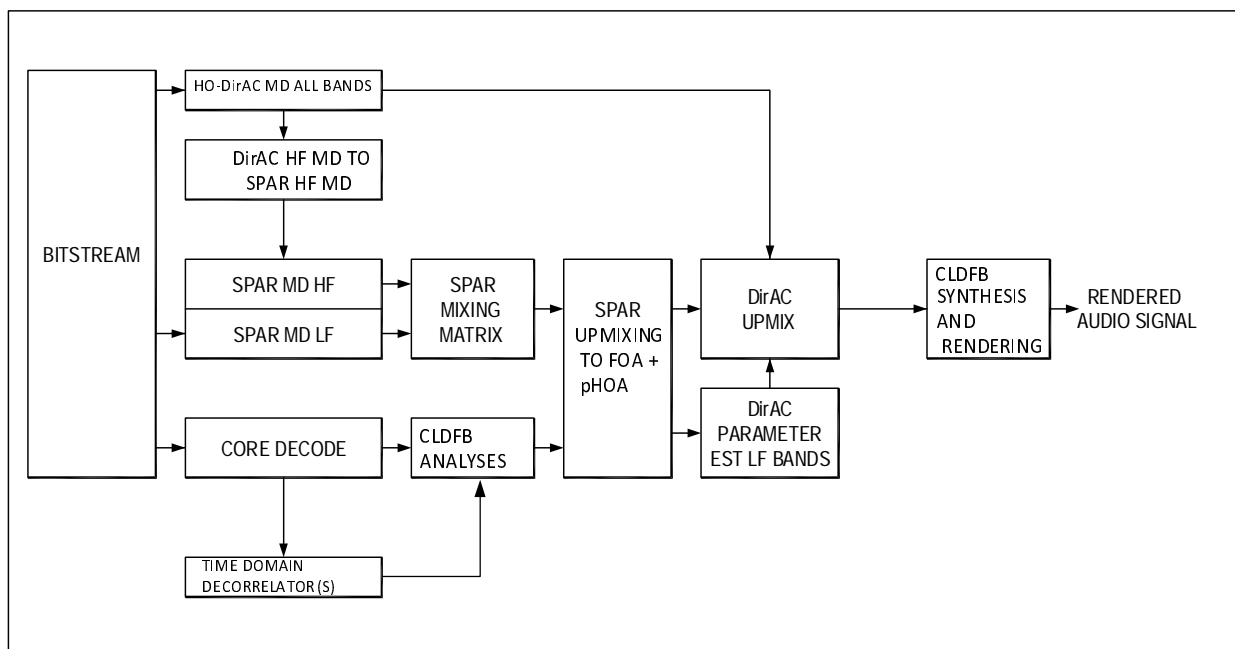 BITSTREAM
HO-DirAC MD ALL BANDS
DirAC HF MD TO
SPAR HF MD
SPAR MD HF
SPAR MD LF
SPAR
MIXING
MATRIX
CORE DECODE
CLDFB
ANALYSES
TIME DOMAIN
DECORRELATOR(S)
SPAR
UPMIXING
TO FOA +
pHOA
DirAC
UPMIX
DirAC
PARAMETER
EST LF BANDS
CLDFB
SYNTHESIS
AND
RENDERING
RENDERED
AUDIO SIGNAL